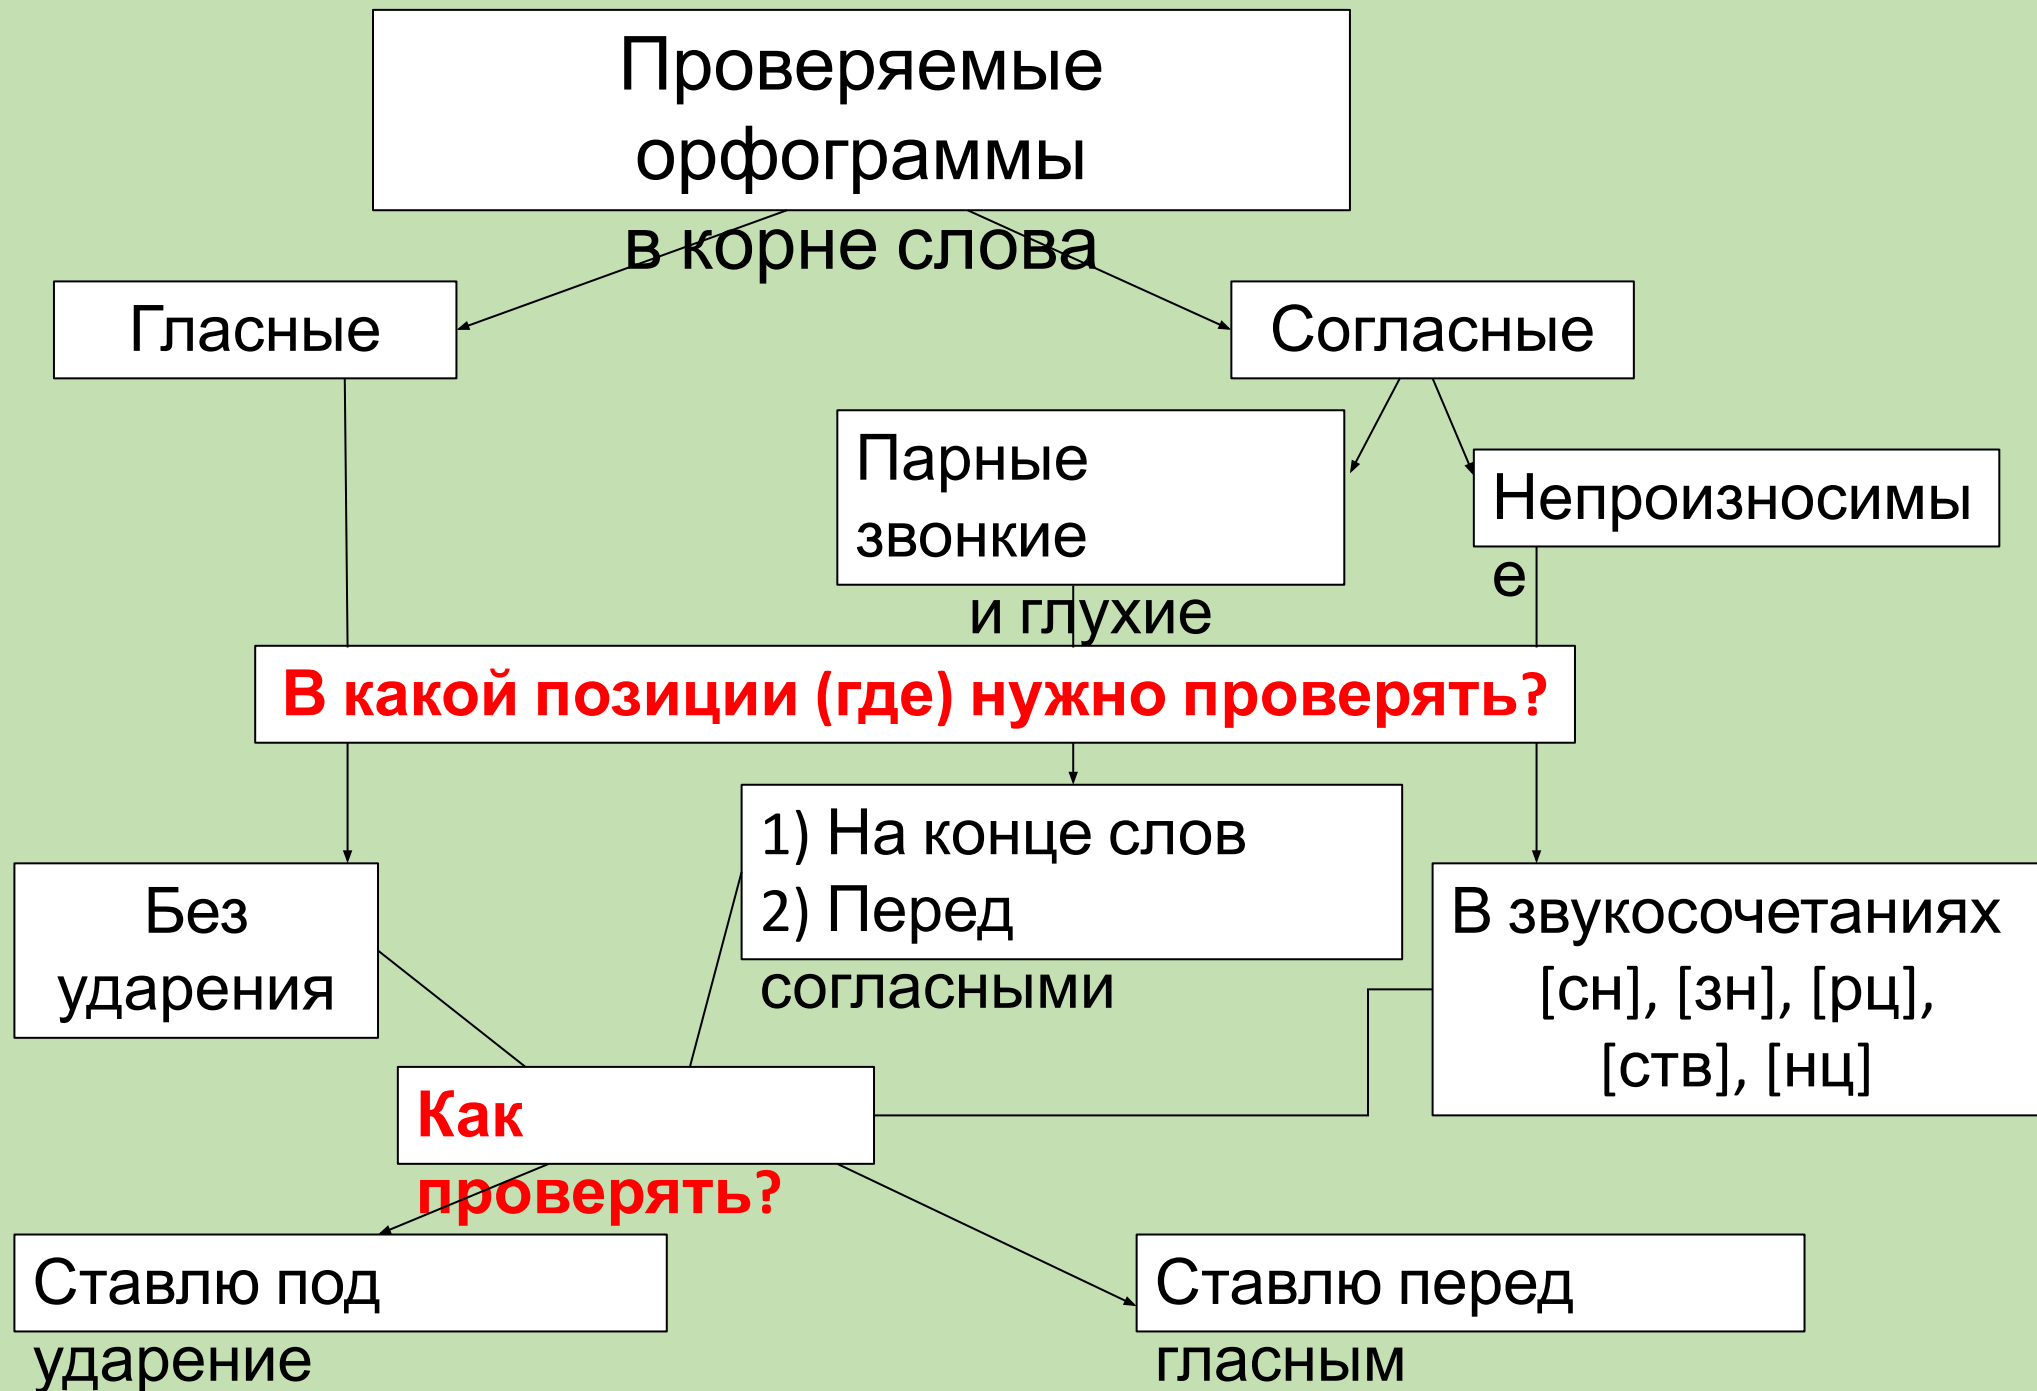 Проверяемые
орфограммы
в корне слова
Гласные
Согласные
Парные
звонкие
и глухие
Непроизносимы
е
В какой позиции (где) нужно проверять?
Без
ударения
1) На конце слов
2) Перед
согласными
В звукосочетаниях
[сн], [зн], [рц],
[ств], [нц]
Как
проверять?
Ставлю под
ударение
Ставлю перед
гласным